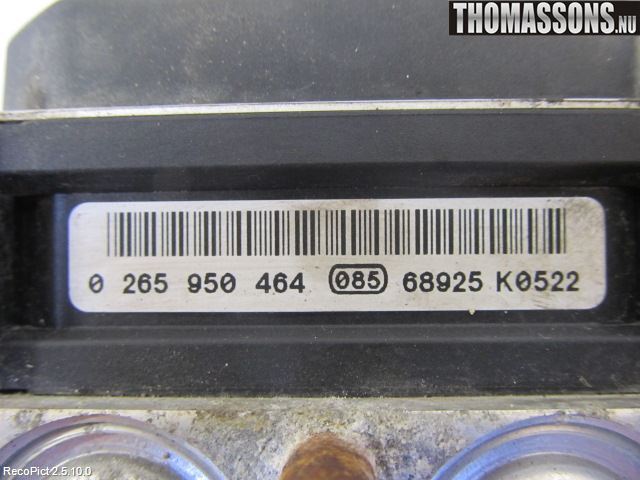 THOMASSONS.NU
0 265 950 464 085 68925 K0522
RecoPict 2.5.10.0